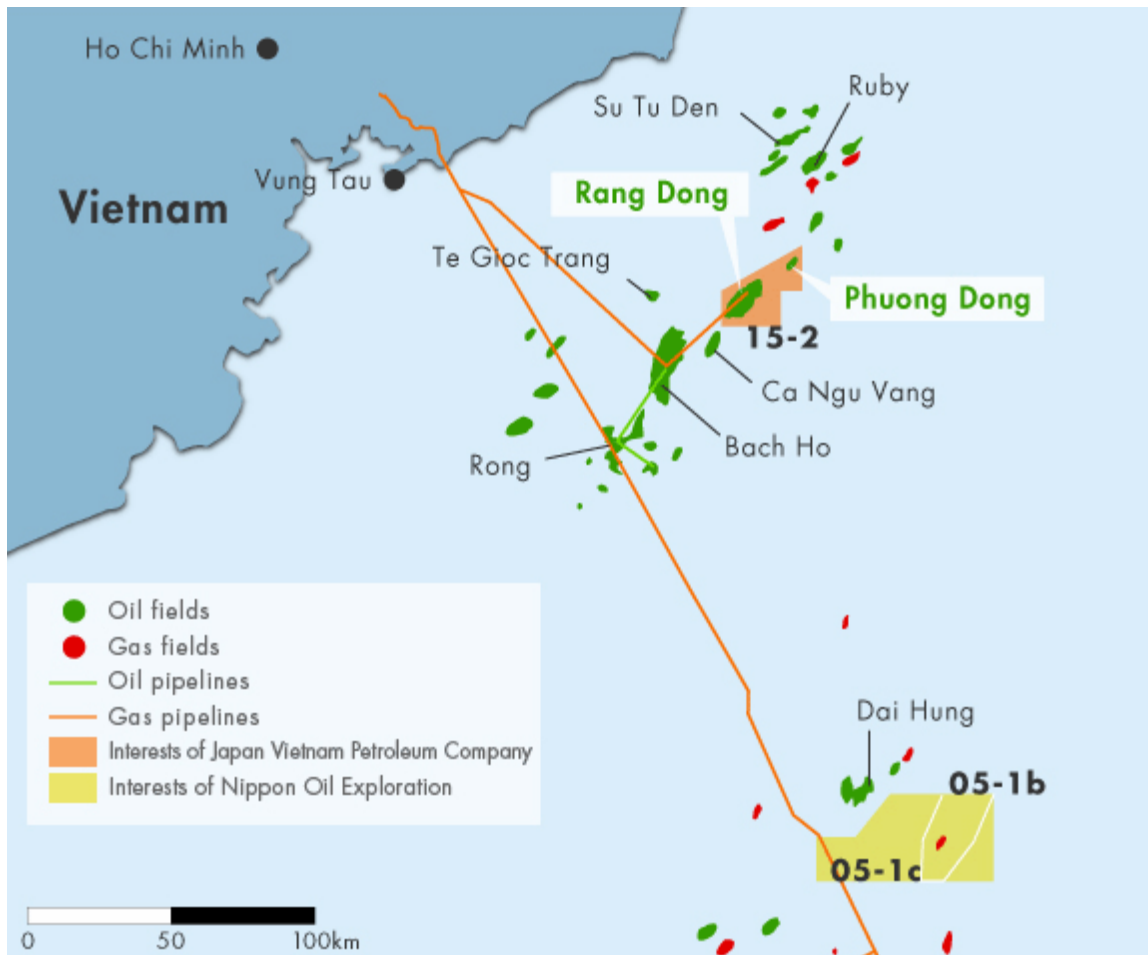 Ho Chi Minh
Ruby
Su Tu Den
Vung Tau
Rang Dong
Vietnam
Te Gioc Trang
Phuong Dong
15-2
Ca Ngu Vang
Bach Ho
Rong
Oil fields
Gas fields
Oil pipelines
Gas pipelines
Interests of Japan Vietnam Petroleum Company
Interests of Nippon Oil Exploration
Dai Hung
05-1b
05-1c
0 50 100km